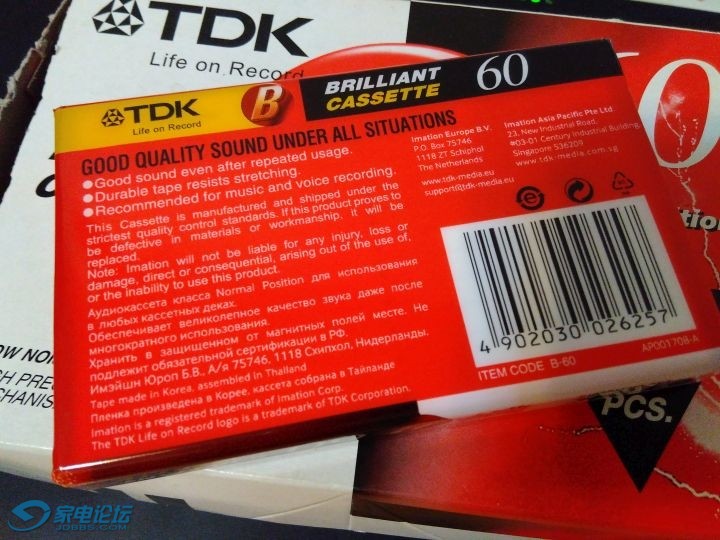 TDK
Life on Record
TDK
Life on Record
B
BRILLIANT
CASSETTE
60
GOOD QUALITY SOUND UNDER ALL SITUATIONS
●Good sound even after repeated usage.
●Durable tape resists stretching.
●Recommended for music and voice recording.
This Cassette is manufactured and shipped under the
strictest quality control standards. If this product proves to
be defective in materials or workmanship, it will be
replaced.
Note: Imation will not be liable for any injury, loss or
damage, direct or consequential, arising out of the use of,
or the inability to use this product.
Аудиокассета класса Normal Position для использования
в любых кассетных деках.
Обеспечивает великолепное качество звука даже после
многократного использования.
Хранить в защищенном от магнитных полей месте. Не
подлежит обязательной сертификации в РФ.
Имэйшн Юроп Б.В., А/я 75746, 1118 Схипхол, Нидерланды.
Tape made in Korea, assembled in Thailand
Пленка произведена в Корее, кассета собрана в Тайланде
Imation is a registered trademark of Imation Corp.
The TDK Life on Record logo is a trademark of TDK Corporation.
Imation Europe B.V.
P.O. Box 75746
1118 ZT Schiphol
The Netherlands
www.tdk-media.eu
support@tdk-media.eu
Imation Asia Pacific Pte Ltd.
23, New Industrial Road,
#03-01 Century Industrial Building,
Singapore 536209
www.tdk-media.com.sg
4 902030 026257
ITEM CODE B-60
APC01708-A
PCS.
家电论坛
JDBBS.COM